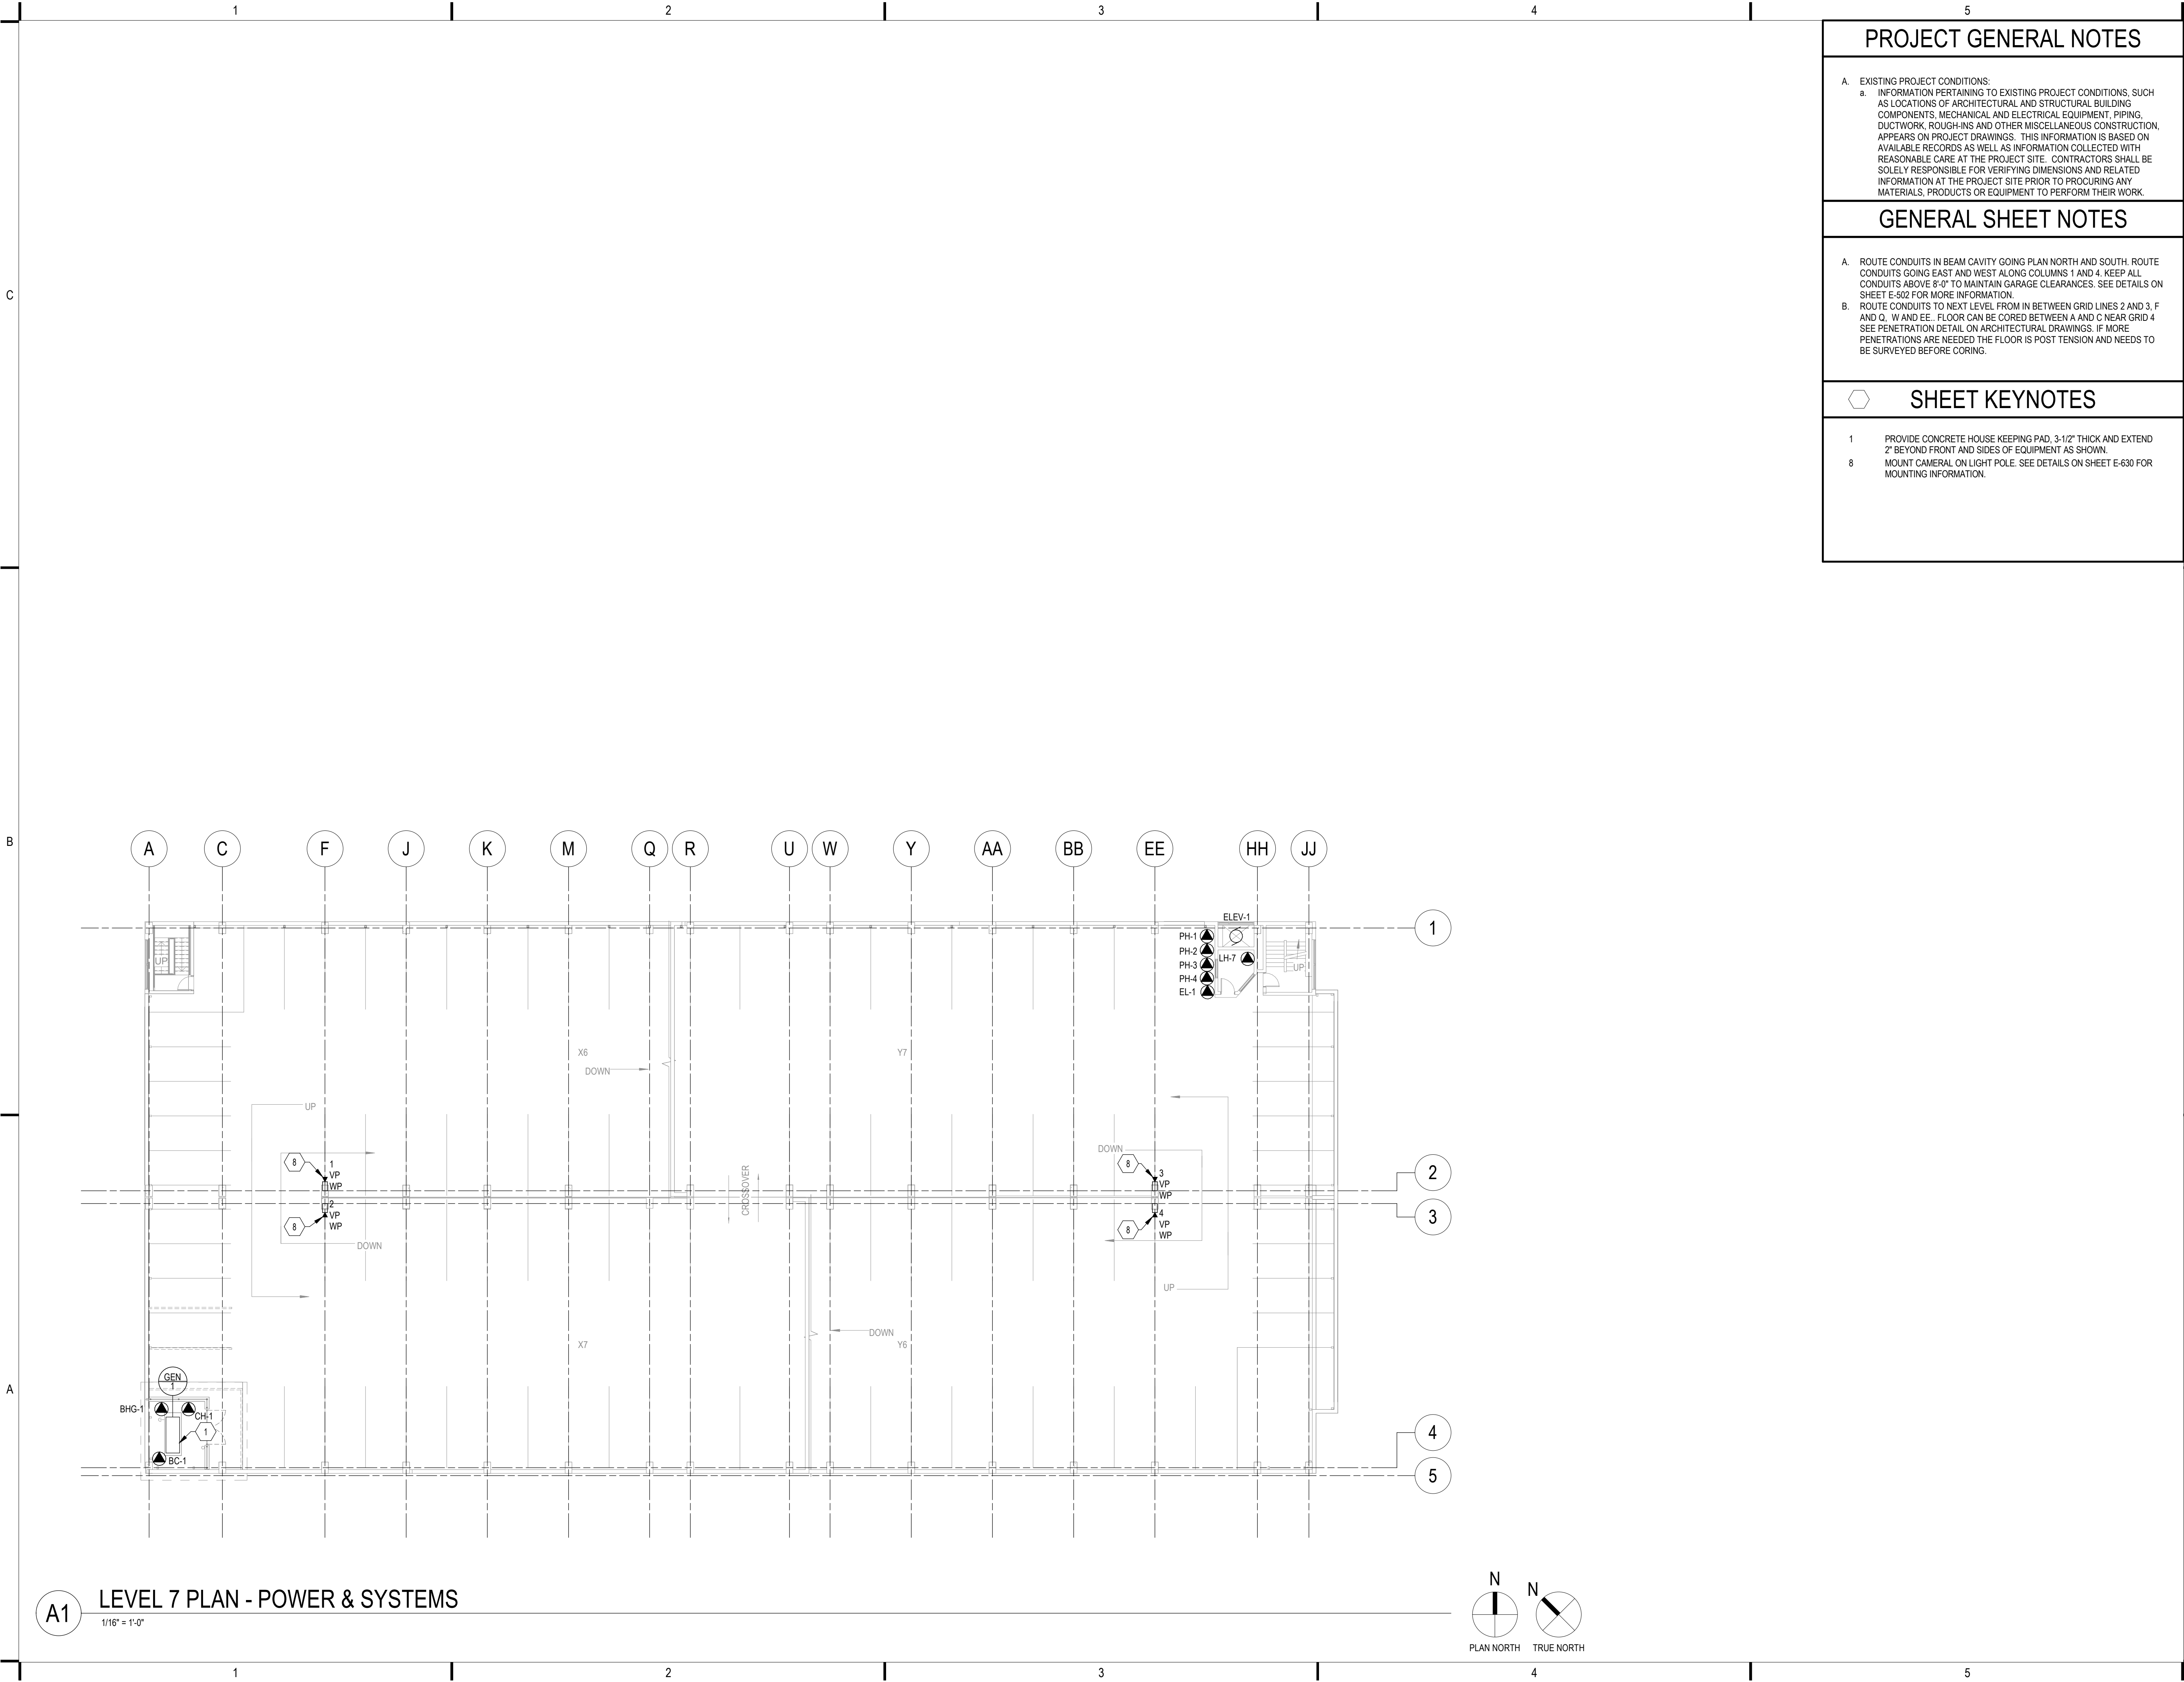 1 2 3 4 5
PROJECT GENERAL NOTES
A. EXISTING PROJECT CONDITIONS:
a. INFORMATION PERTAINING TO EXISTING PROJECT CONDITIONS, SUCH
AS LOCATIONS OF ARCHITECTURAL AND STRUCTURAL BUILDING
COMPONENTS, MECHANICAL AND ELECTRICAL EQUIPMENT, PIPING,
DUCTWORK, ROUGH-INS AND OTHER MISCELLANEOUS CONSTRUCTION,
APPEARS ON PROJECT DRAWINGS. THIS INFORMATION IS BASED ON
AVAILABLE RECORDS AS WELL AS INFORMATION COLLECTED WITH
REASONABLE CARE AT THE PROJECT SITE. CONTRACTORS SHALL BE
SOLELY RESPONSIBLE FOR VERIFYING DIMENSIONS AND RELATED
INFORMATION AT THE PROJECT SITE PRIOR TO PROCURING ANY
MATERIALS, PRODUCTS OR EQUIPMENT TO PERFORM THEIR WORK.
GENERAL SHEET NOTES
A. ROUTE CONDUITS IN BEAM CAVITY GOING PLAN NORTH AND SOUTH. ROUTE
CONDUITS GOING EAST AND WEST ALONG COLUMNS 1 AND 4. KEEP ALL
CONDUITS ABOVE 8'-0" TO MAINTAIN GARAGE CLEARANCES. SEE DETAILS ON
SHEET E-502 FOR MORE INFORMATION.
B. ROUTE CONDUITS TO NEXT LEVEL FROM IN BETWEEN GRID LINES 2 AND 3, F
AND Q, W AND EE.. FLOOR CAN BE CORED BETWEEN A AND C NEAR GRID 4
SEE PENETRATION DETAIL ON ARCHITECTURAL DRAWINGS. IF MORE
PENETRATIONS ARE NEEDED THE FLOOR IS POST TENSION AND NEEDS TO
BE SURVEYED BEFORE CORING.
SHEET KEYNOTES
1 PROVIDE CONCRETE HOUSE KEEPING PAD, 3-1/2" THICK AND EXTEND
2" BEYOND FRONT AND SIDES OF EQUIPMENT AS SHOWN.
8 MOUNT CAMERAL ON LIGHT POLE. SEE DETAILS ON SHEET E-630 FOR
MOUNTING INFORMATION.
C
B
A
A C F J K M Q R U W Y AA BB EE HH JJ
ELEV-1
1
PH-1
PH-2
LH-7
PH-3
PH-4
EL-1
UP
UP
X6
Y7
DOWN
UP
DOWN
8
1
VP
WP
8
3
VP
WP
2
CROSSOVER
8
2
VP
WP
8
4
VP
WP
3
DOWN
UP
DOWN
X7
Y6
GEN
1
BHG-1
CH-1
1
BC-1
4
5
A1
LEVEL 7 PLAN - POWER & SYSTEMS
1/16" = 1'-0"
N
N
PLAN NORTH
TRUE NORTH
1 2 3 4 5